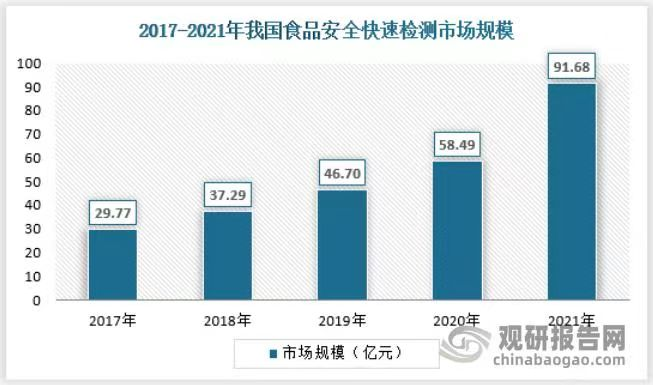 2017-2021年我国食品安全快速检测市场规模
100
90
80
70
60
50
40
30
20
10
0
29.77
37.29
46.70
58.49
91.68
2017年
2018年
2019年
2020年
2021年
市场规模（亿元）
观研报告网
chinabaogao.com